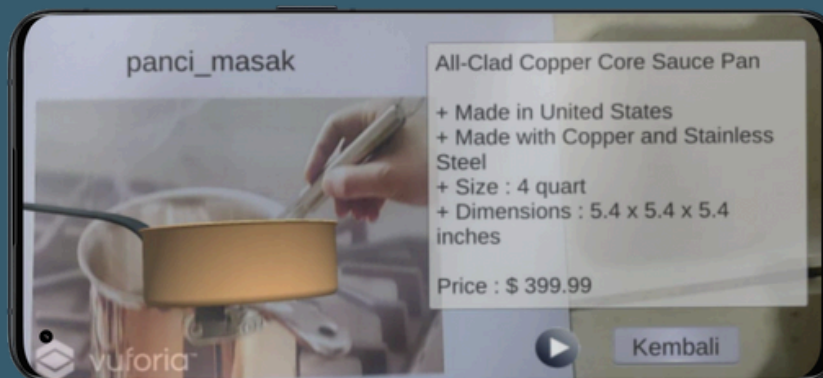 panci_masak
All-Clad Copper Core Sauce Pan
+ Made in United States
+ Made with Copper and Stainless
Steel
+ Size : 4 quart
+ Dimensions : 5.4 x 5.4 x 5.4
inches
Price : $ 399.99
Kembali
vuforia™